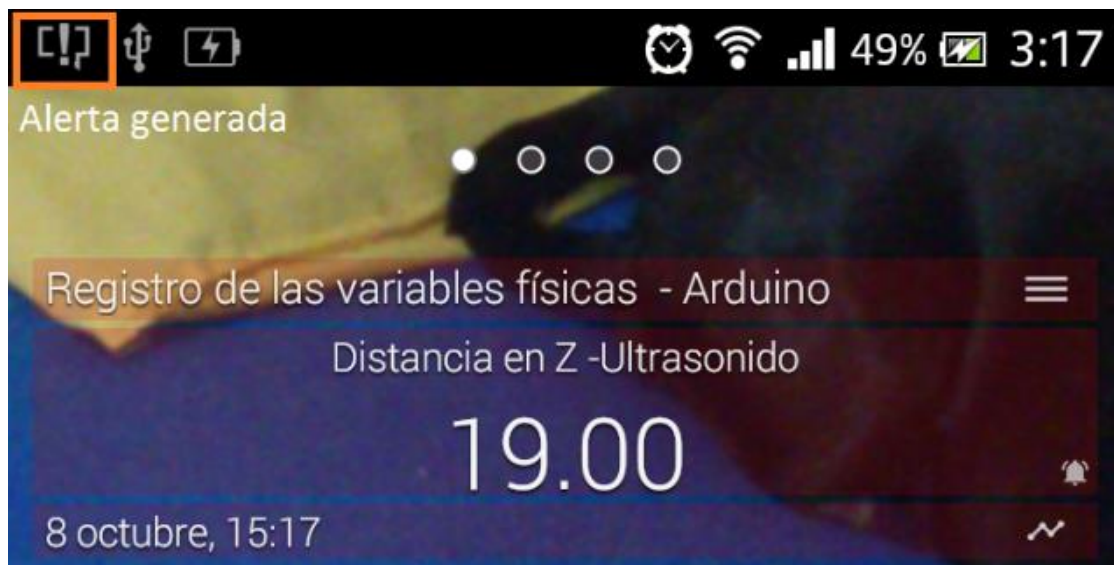 [!] 49% 3:17
Alerta generada
Registro de las variables físicas - Arduino
Distancia en Z -Ultrasonido
19.00
8 octubre, 15:17